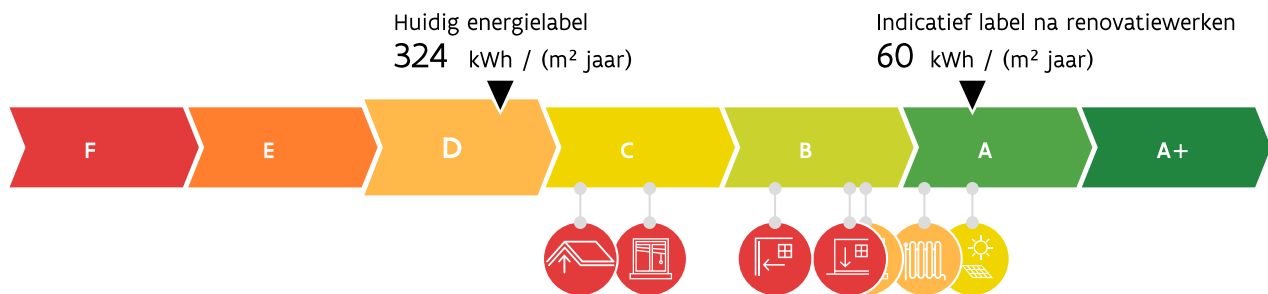 Huidig energielabel
324 kWh / (m² jaar)
Indicatief label na renovatiewerken
60 kWh / (m² jaar)
F E D C B A A+